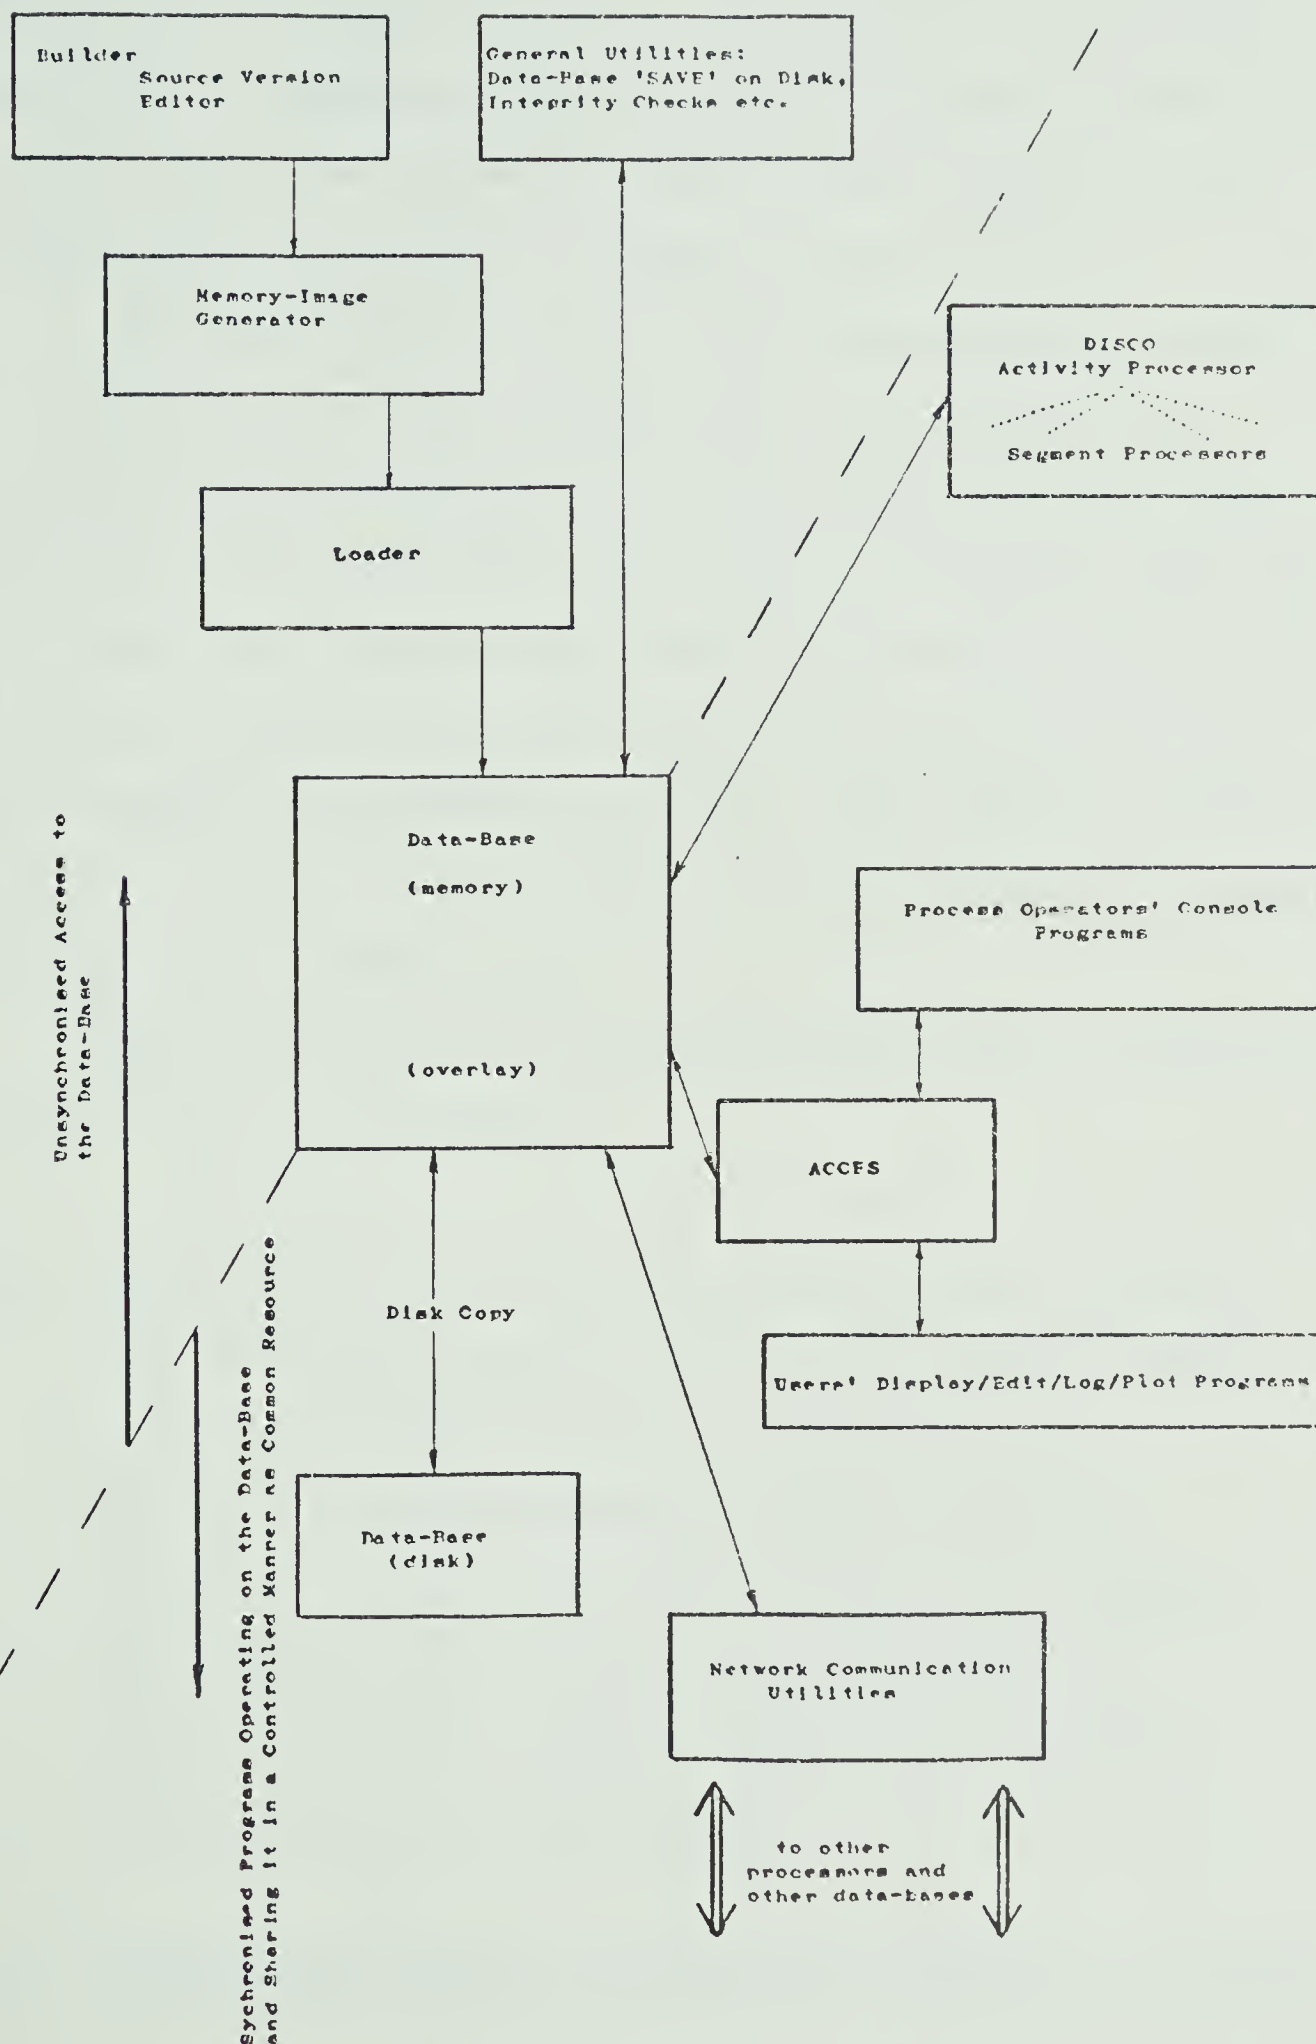 Builder
Source Version
Editor
General Utilities:
Data-Base 'SAVE' on Disk,
Integrity Checks etc.
Memory-Image
Generator
DISCO
Activity Processor
Segment Processors
Loader
Data-Base
(memory)
(overlay)
Unsynchronised Access to
the Data-Base
Process Operators' Console
Programs
ACCES
Disk Copy
Users' Display/Edit/Log/Plot Programs
Data-Base
(disk)
Sychronised Programs Operating on the Data-Base
and Sharing it in a Controlled Manner as Common Resource
Network Communication
Utilities
to other
processors and
other data-bases